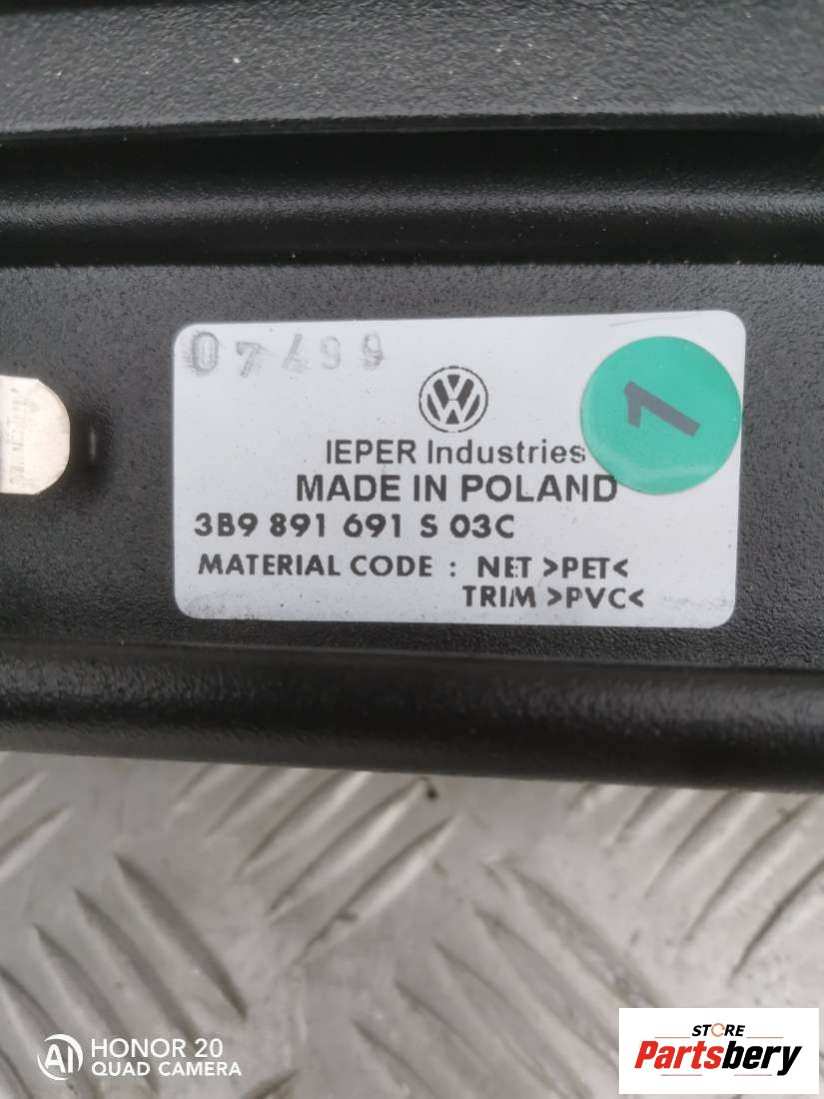 07499
1
IEPER Industries
MADE IN POLAND
3B9 891 691 S 03C
MATERIAL CODE : NET >PET<
TRIM >PVC<
AI HONOR 20
QUAD CAMERA
STORE
Partsbery